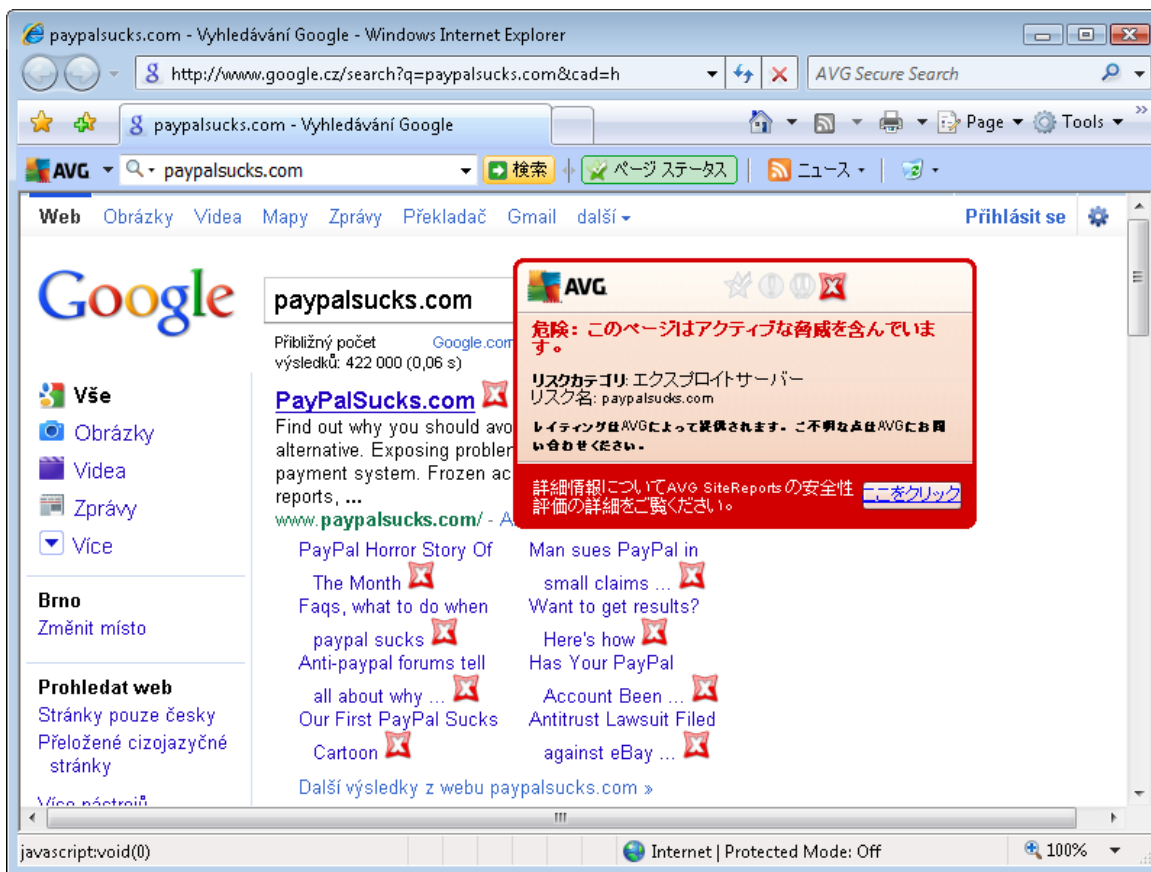 paypalsucks.com - Vyhledávání Google - Windows Internet Explorer
http://www.google.cz/search?q=paypalsucks.com&cad=h
AVG Secure Search
paypalsucks.com - Vyhledávání Google
Page
Tools
AVG
paypalsucks.com
検索
ページ ステータス
ニュース
Web Obrázky Videa Mapy Zprávy Překladač Gmail další
Přihlásit se
Google
paypalsucks.com
Přibližný počet
výsledků: 422 000 (0,06 s)
Google.com
Vše
Obrázky
Videa
Zprávy
Více
Brno
Změnit místo
Prohledat web
Stránky pouze česky
Přeložené cizojazyčné
stránky
Více nástrojů
PayPalSucks.com
Find out why you should avo
alternative. Exposing probler
payment system. Frozen ac
reports, ...
www.paypalsucks.com/ - A
PayPal Horror Story Of
The Month
Faqs, what to do when
paypal sucks
Anti-paypal forums tell
all about why ...
Our First PayPal Sucks
Cartoon
Man sues PayPal in
small claims ...
Want to get results?
Here's how
Has Your PayPal
Account Been ...
Antitrust Lawsuit Filed
against eBay ...
Další výsledky z webu paypalsucks.com »
AVG
危険: このページはアクティブな脅威を含んでいま
す。
リスクカテゴリ: エクスプロイトサーバー
リスク名: paypalsucks.com
レイティングはAVGによって提供されます。ご不明な点はAVGにお問
い合わせください。
詳細情報についてAVG SiteReportsの安全性
評価の詳細をご覧ください。
ここをクリック
javascript:void(0)
Internet | Protected Mode: Off
100%